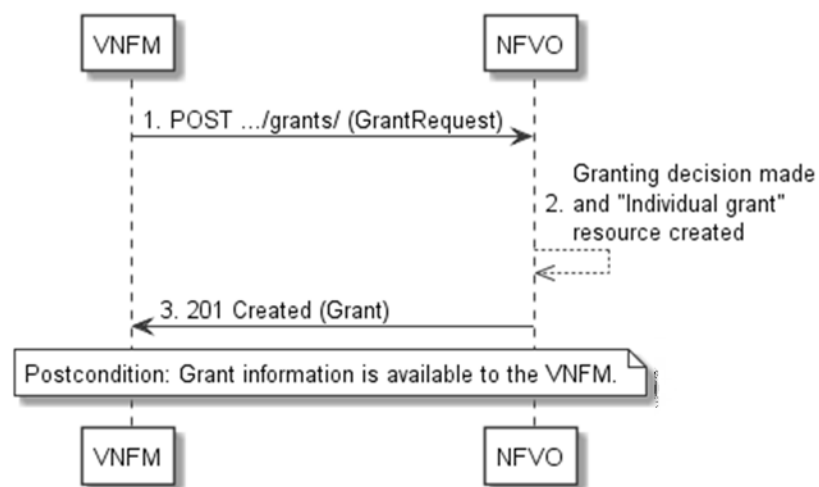 VNFM
NFVO
1. POST .../grants/ (GrantRequest)
Granting decision made
2. and "Individual grant"
resource created
3. 201 Created (Grant)
Postcondition: Grant information is available to the VNFM.
VNFM
NFVO